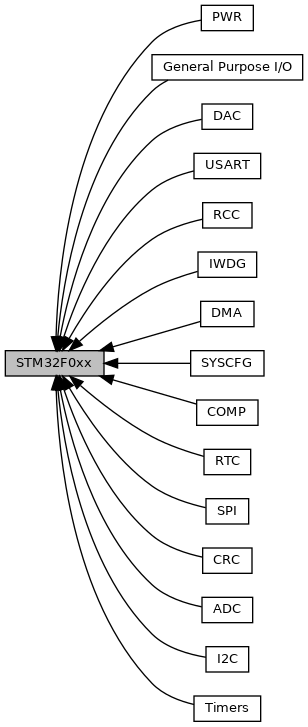 PWR
General Purpose I/O
DAC
USART
RCC
IWDG
DMA
STM32F0xx
SYSCFG
COMP
RTC
SPI
CRC
ADC
I2C
Timers